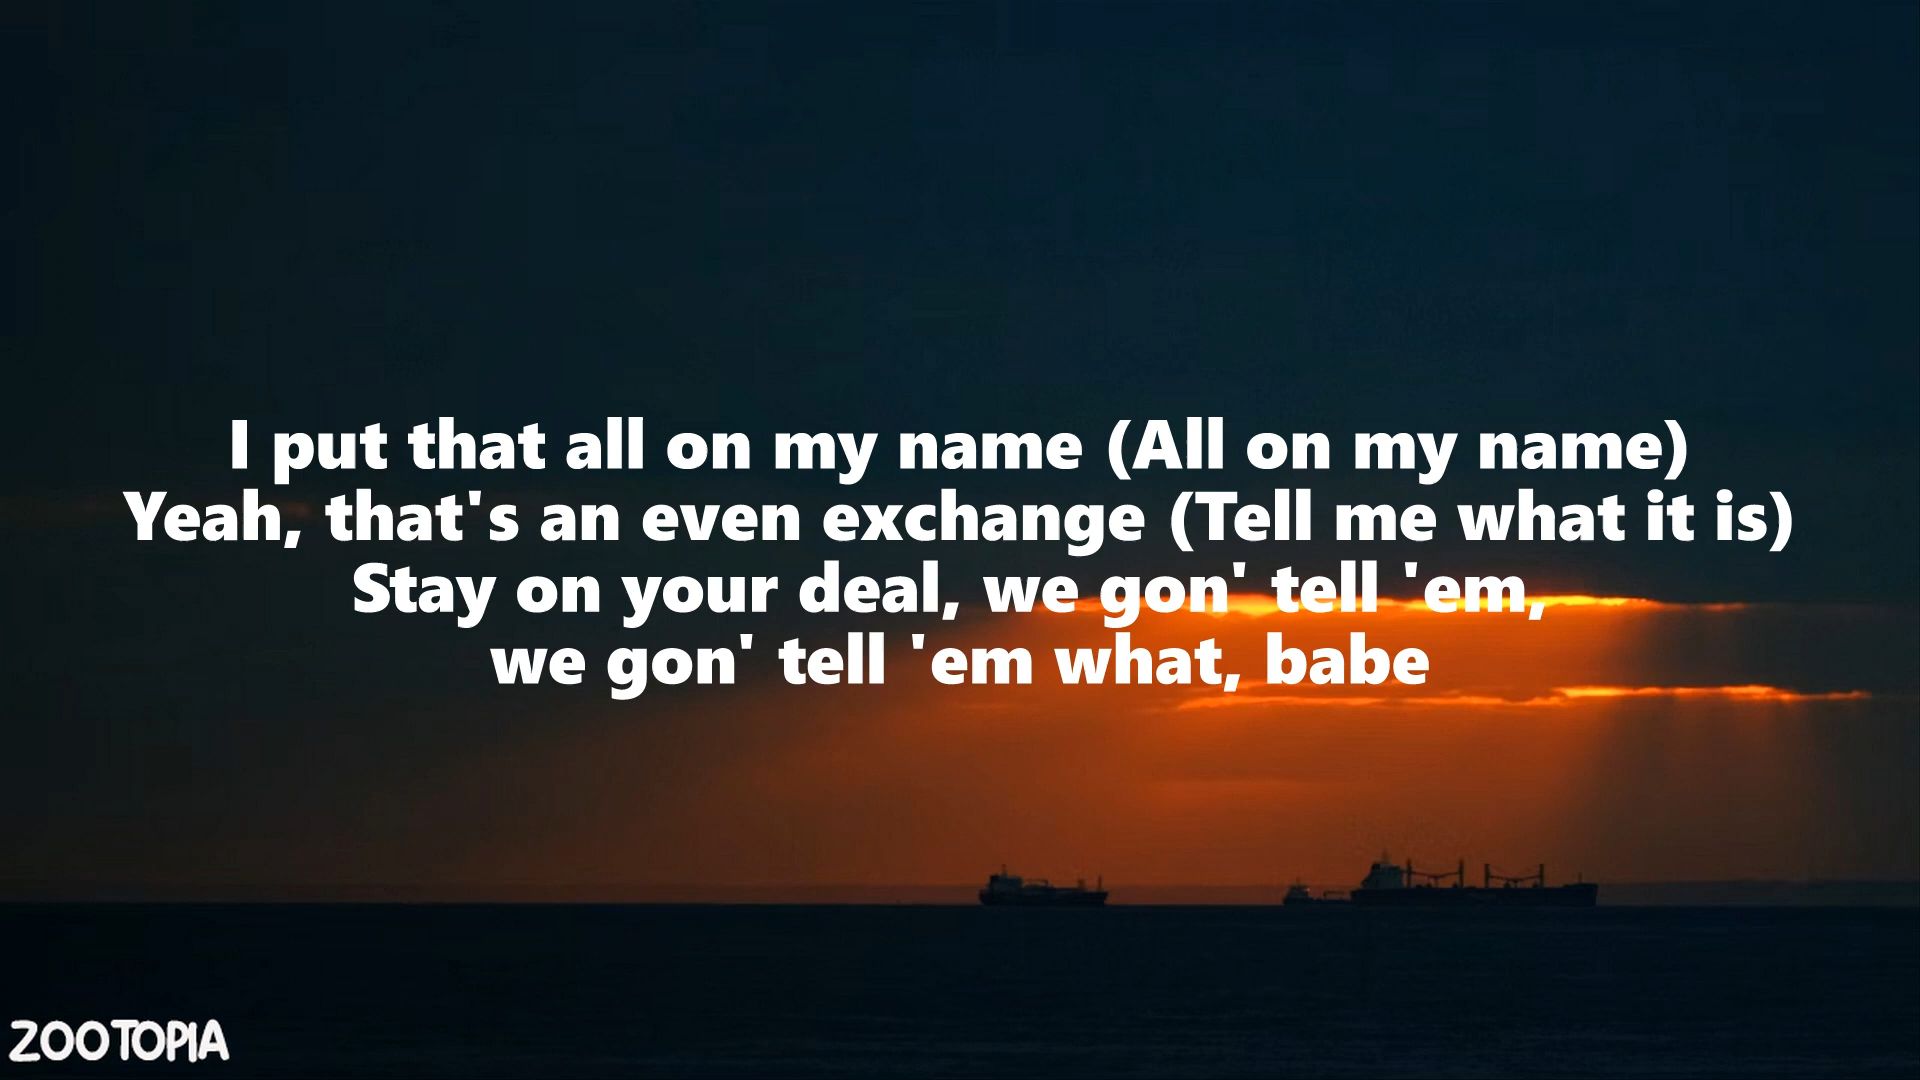 I put that all on my name (All on my name)
Yeah, that's an even exchange (Tell me what it is)
Stay on your deal, we gon' tell 'em,
we gon' tell 'em what, babe
ZOOTOPIA